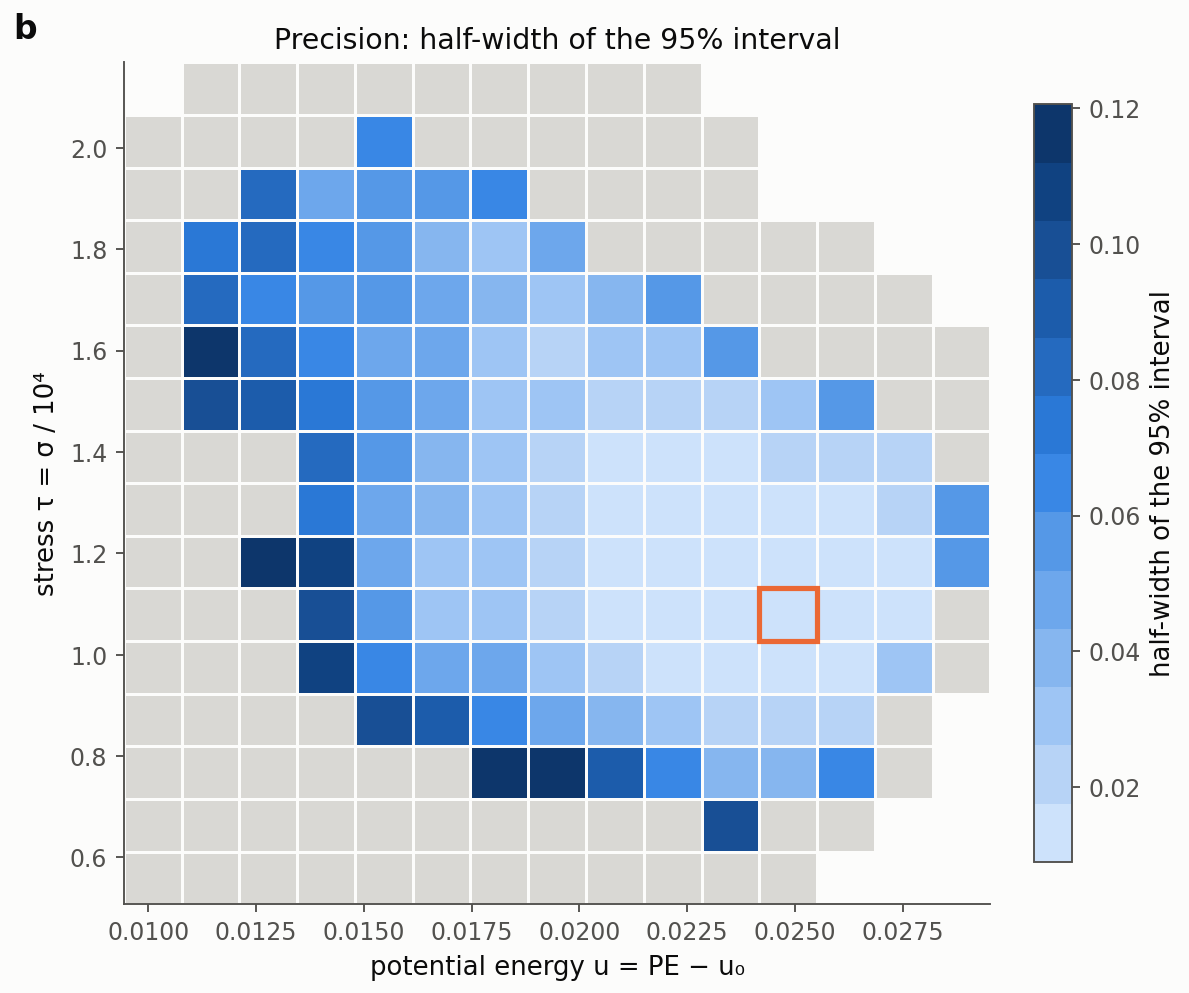 b
Precision: half-width of the 95% interval
2.0
1.8
1.6
1.4
1.2
1.0
0.8
0.6
stress τ = σ / 10⁴
0.0100 0.0125 0.0150 0.0175 0.0200 0.0225 0.0250 0.0275
potential energy u = PE − u₀
0.12
0.10
0.08
0.06
0.04
0.02
half-width of the 95% interval